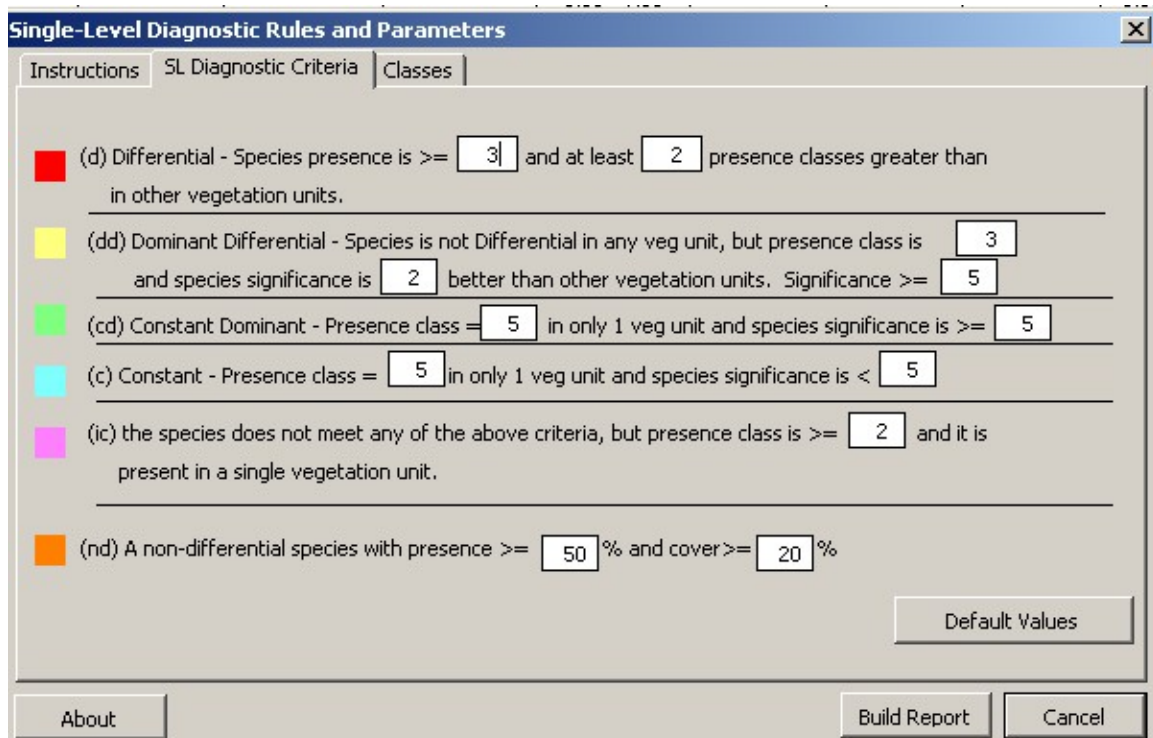 Single-Level Diagnostic Rules and Parameters
Instructions SL Diagnostic Criteria Classes
(d) Differential - Species presence is >= 3 and at least 2 presence classes greater than
in other vegetation units.
(dd) Dominant Differential - Species is not Differential in any veg unit, but presence class is 3
and species significance is 2 better than other vegetation units. Significance >= 5
(cd) Constant Dominant - Presence class = 5 in only 1 veg unit and species significance is >= 5
(c) Constant - Presence class = 5 in only 1 veg unit and species significance is < 5
(ic) the species does not meet any of the above criteria, but presence class is >= 2 and it is
present in a single vegetation unit.
(nd) A non-differential species with presence >= 50 % and cover>= 20 %
Default Values
About Build Report Cancel